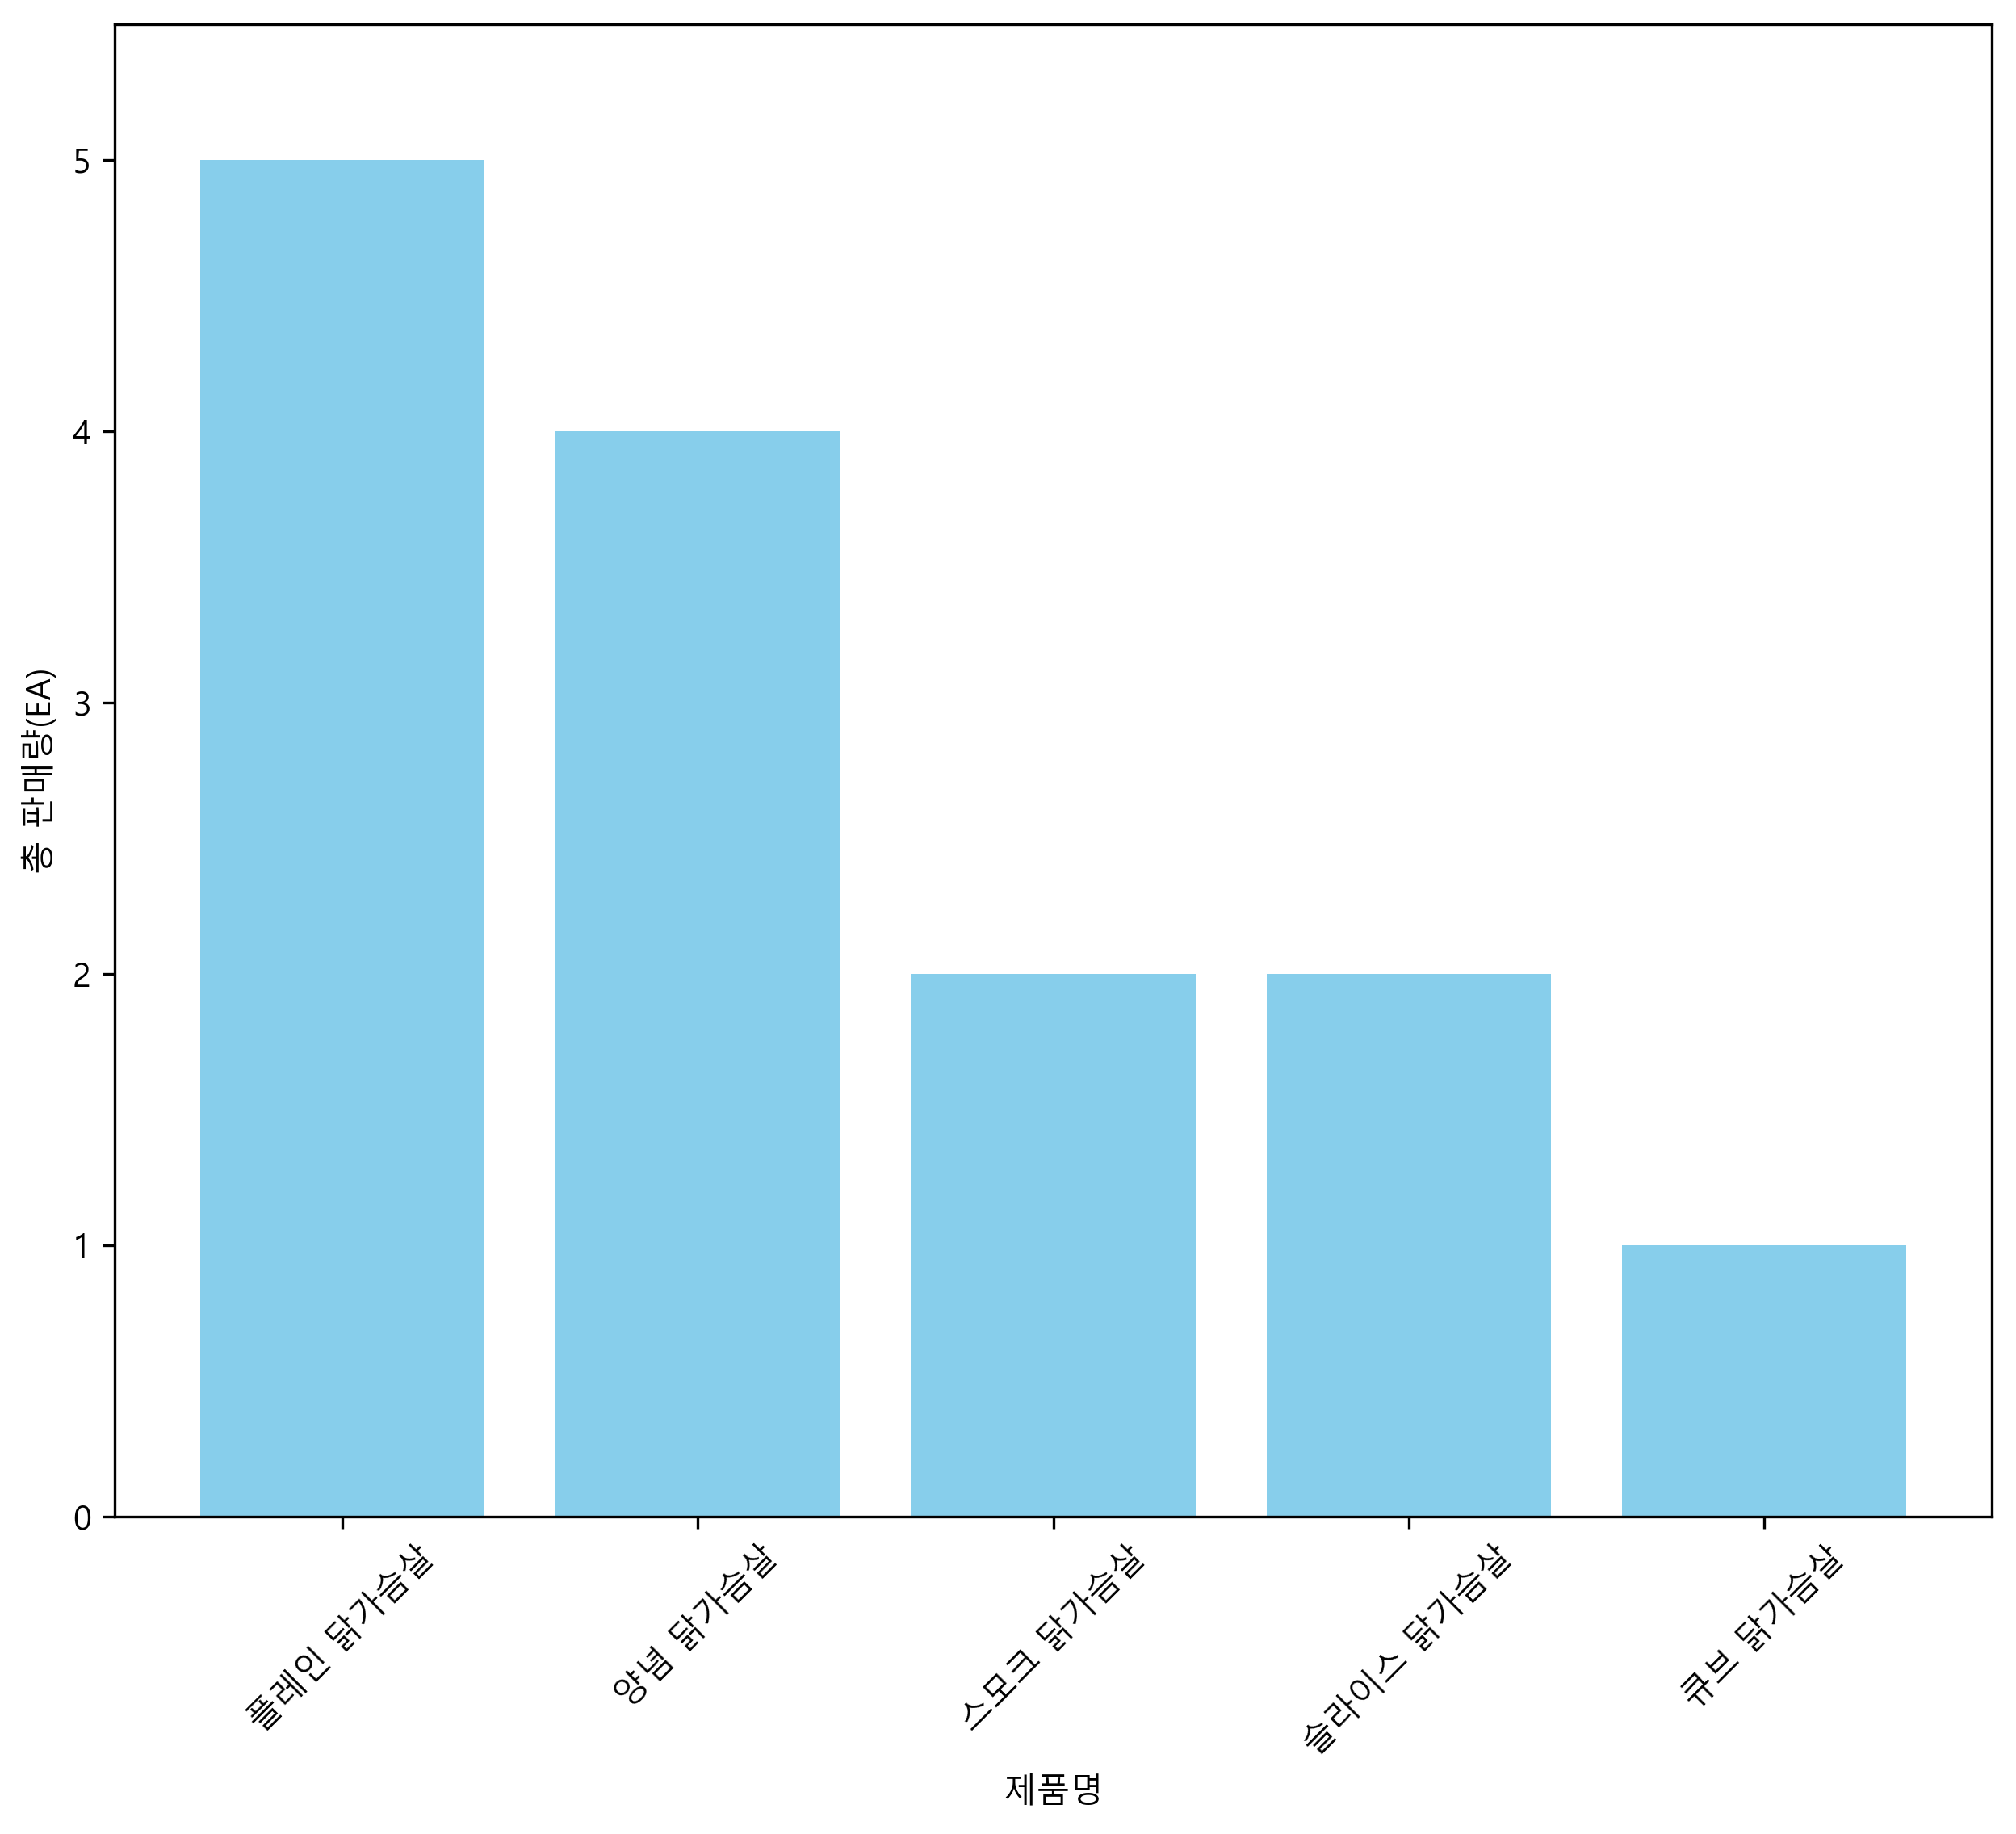 총 판매량(EA)
5
4
3
2
1
0
플레인 닭가슴살
양념 닭가슴살
스모크 닭가슴살
슬라이스 닭가슴살
큐브 닭가슴살
제품명